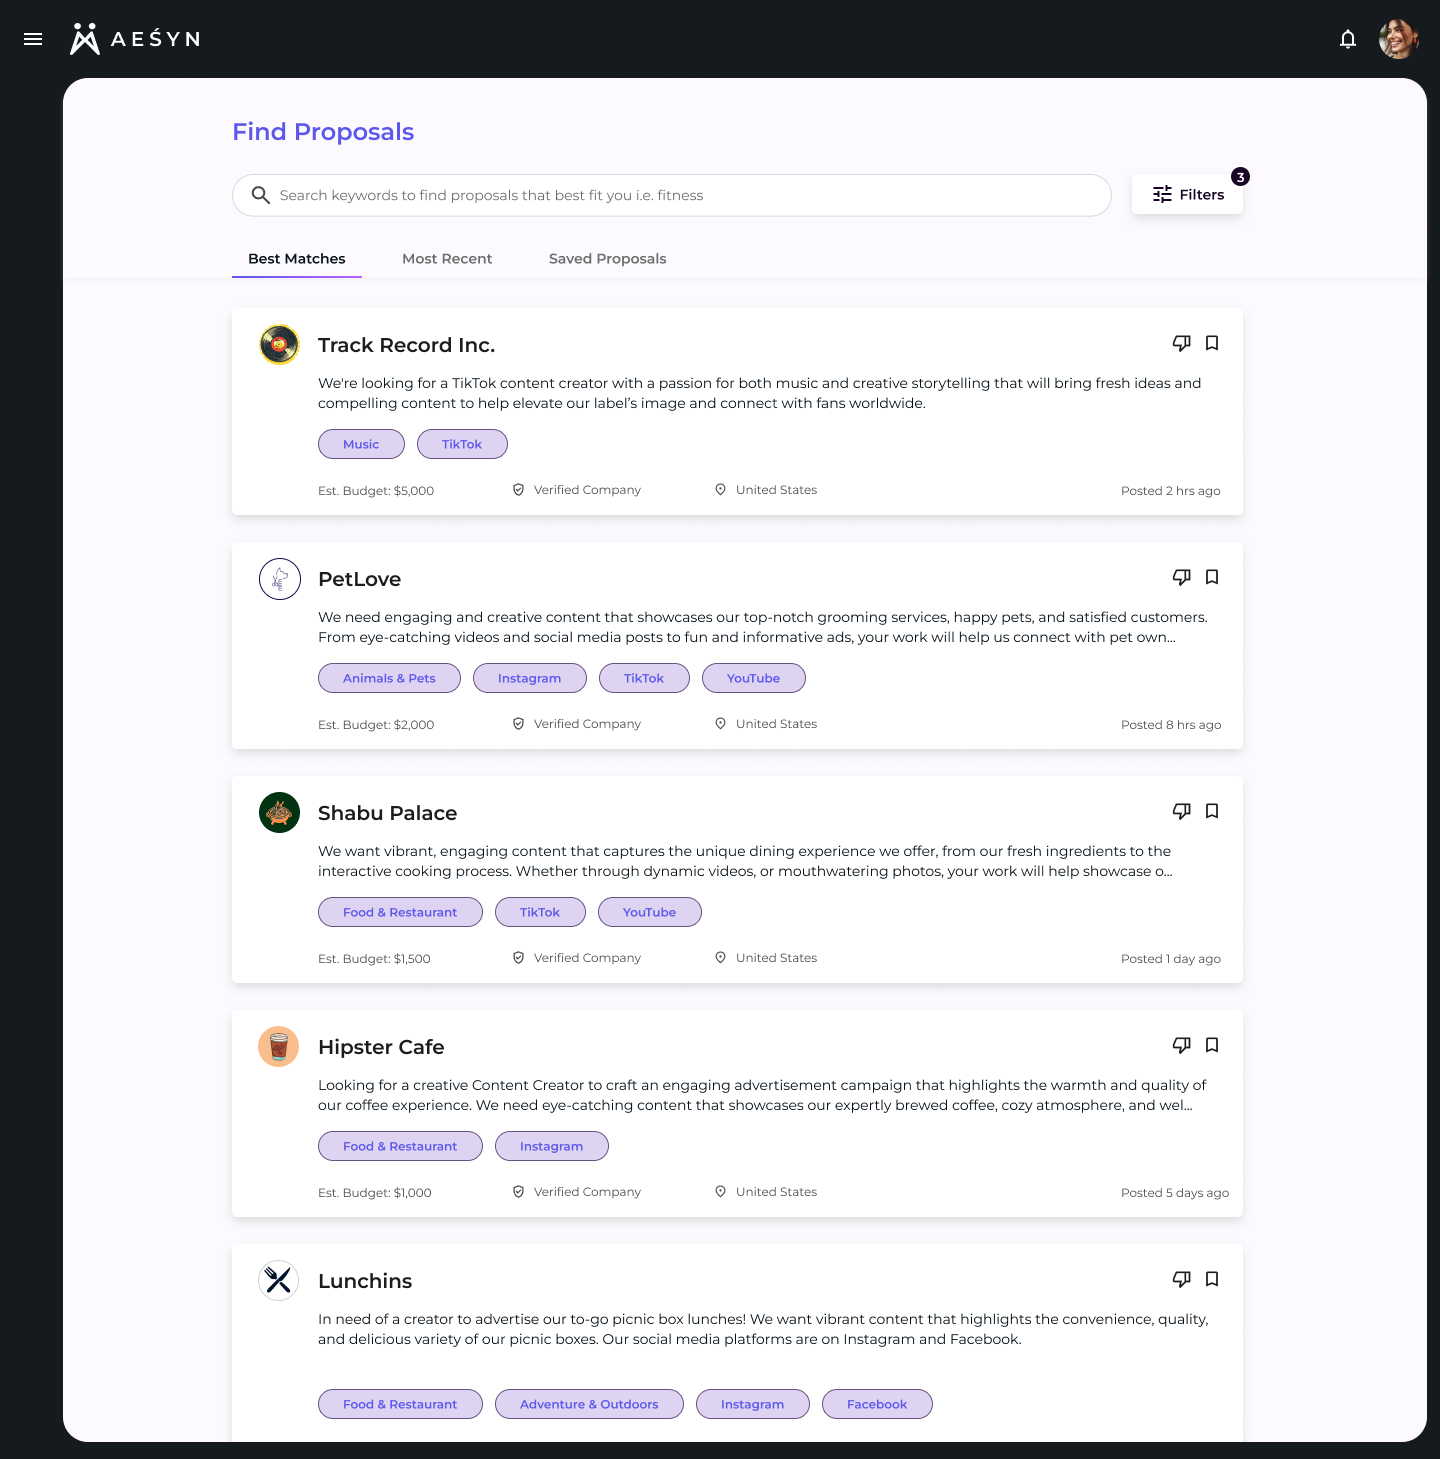 AEŚYN
Find Proposals
Search keywords to find proposals that best fit you i.e. fitness
Filters
3
Best Matches
Most Recent
Saved Proposals
Track Record Inc.
We're looking for a TikTok content creator with a passion for both music and creative storytelling that will bring fresh ideas and
compelling content to help elevate our label’s image and connect with fans worldwide.
Music
TikTok
Est. Budget: $5,000
Verified Company
United States
Posted 2 hrs ago
PetLove
We need engaging and creative content that showcases our top-notch grooming services, happy pets, and satisfied customers.
From eye-catching videos and social media posts to fun and informative ads, your work will help us connect with pet own...
Animals & Pets
Instagram
TikTok
YouTube
Est. Budget: $2,000
Verified Company
United States
Posted 8 hrs ago
Shabu Palace
We want vibrant, engaging content that captures the unique dining experience we offer, from our fresh ingredients to the
interactive cooking process. Whether through dynamic videos, or mouthwatering photos, your work will help showcase o...
Food & Restaurant
TikTok
YouTube
Est. Budget: $1,500
Verified Company
United States
Posted 1 day ago
Hipster Cafe
Looking for a creative Content Creator to craft an engaging advertisement campaign that highlights the warmth and quality of
our coffee experience. We need eye-catching content that showcases our expertly brewed coffee, cozy atmosphere, and wel...
Food & Restaurant
Instagram
Est. Budget: $1,000
Verified Company
United States
Posted 5 days ago
Lunchins
In need of a creator to advertise our to-go picnic box lunches! We want vibrant content that highlights the convenience, quality,
and delicious variety of our picnic boxes. Our social media platforms are on Instagram and Facebook.
Food & Restaurant
Adventure & Outdoors
Instagram
Facebook